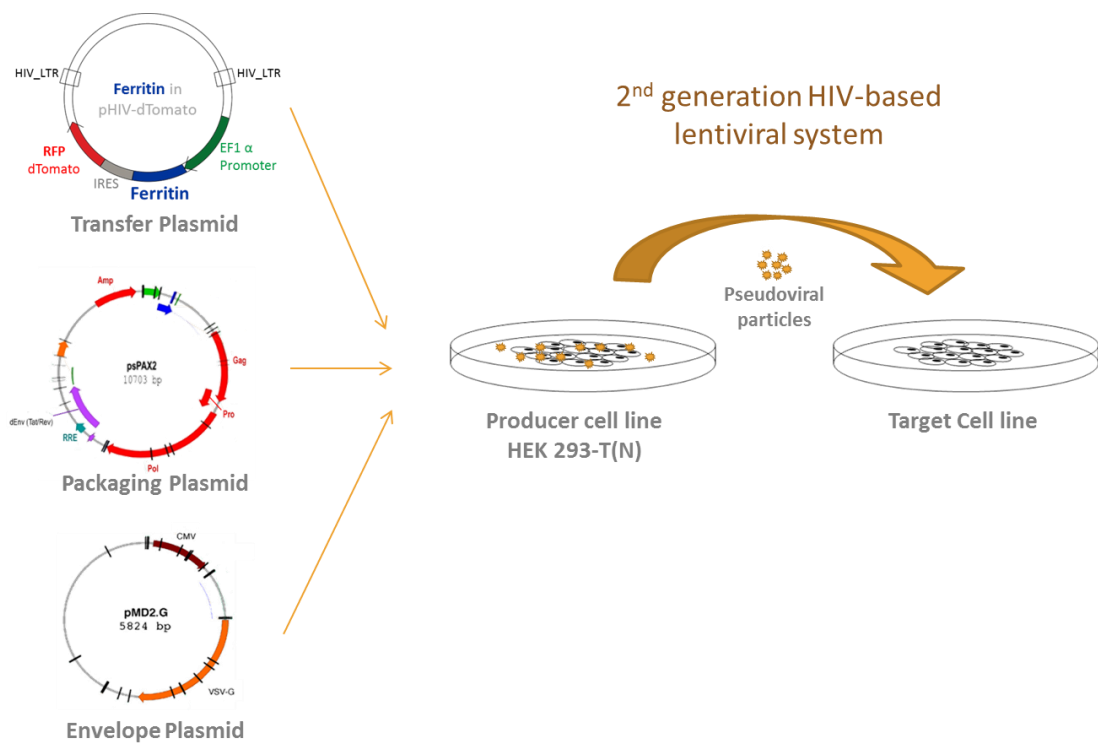 HIV_LTR
HIV_LTR
Ferritin in
pHIV-dTomato
RFP
dTomato
IRES
Ferritin
EF1 α
Promoter
Transfer Plasmid
2nd generation HIV-based
lentiviral system
Amp
psPAX2
10703 bp
Gag
Pro
dEnv (Tat/Rev)
RRE
Pol
Packaging Plasmid
Pseudoviral
particles
Producer cell line
HEK 293-T(N)
Target Cell line
CMV
pMD2.G
5824 bp
VSV-G
Envelope Plasmid